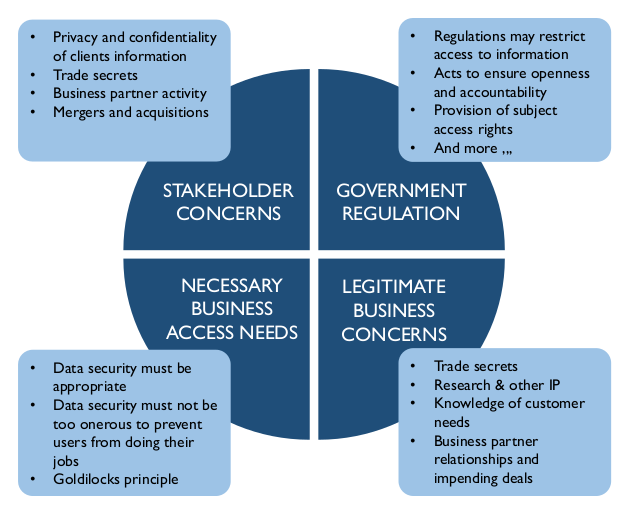 • Privacy and confidentiality
of clients information
• Trade secrets
• Business partner activity
• Mergers and acquisitions
• Regulations may restrict
access to information
• Acts to ensure openness
and accountability
• Provision of subject
access rights
• And more ,,,
STAKEHOLDER
CONCERNS
GOVERNMENT
REGULATION
NECESSARY
BUSINESS
ACCESS NEEDS
LEGITIMATE
BUSINESS
CONCERNS
• Data security must be
appropriate
• Data security must not be
too onerous to prevent
users from doing their
jobs
• Goldilocks principle
• Trade secrets
• Research & other IP
• Knowledge of customer
needs
• Business partner
relationships and
impending deals